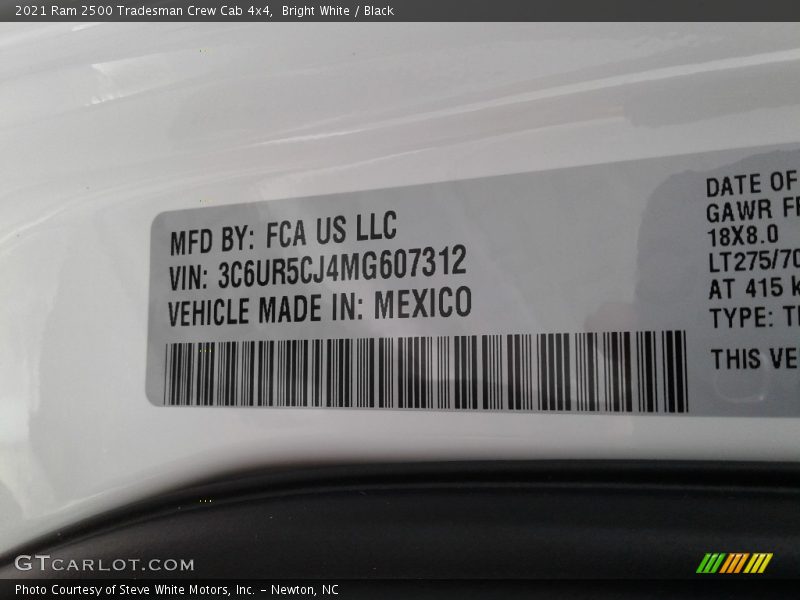 2021 Ram 2500 Tradesman Crew Cab 4x4, Bright White / Black
MFD BY: FCA US LLC
VIN: 3C6UR5CJ4MG607312
VEHICLE MADE IN: MEXICO
DATE OF
GAWR
18X8.0
LT275/70
AT 415
TYPE:
THIS VE
GTCARLOT.COM
Photo Courtesy of Steve White Motors, Inc. – Newton, NC